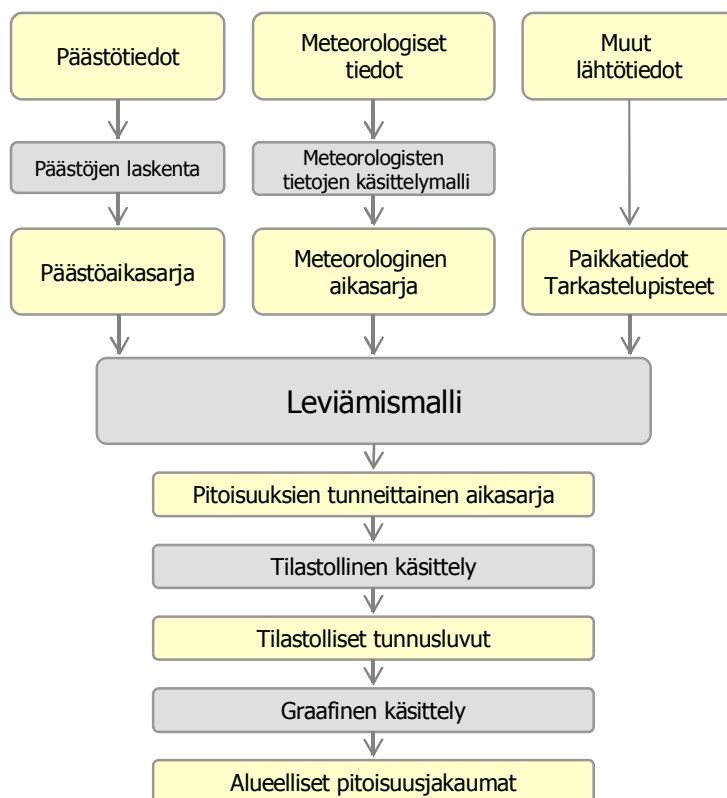 Päästötiedot
Meteorologiset
tiedot
Muut
lähtötiedot
Päästöjen laskenta
Meteorologisten
tietojen käsittelymalli
Päästöaikasarja
Meteorologinen
aikasarja
Paikkatiedot
Tarkastelupisteet
Leviämismalli
Pitoisuuksien tunneittainen aikasarja
Tilastollinen käsittely
Tilastolliset tunnusluvut
Graafinen käsittely
Alueelliset pitoisuusjakaumat